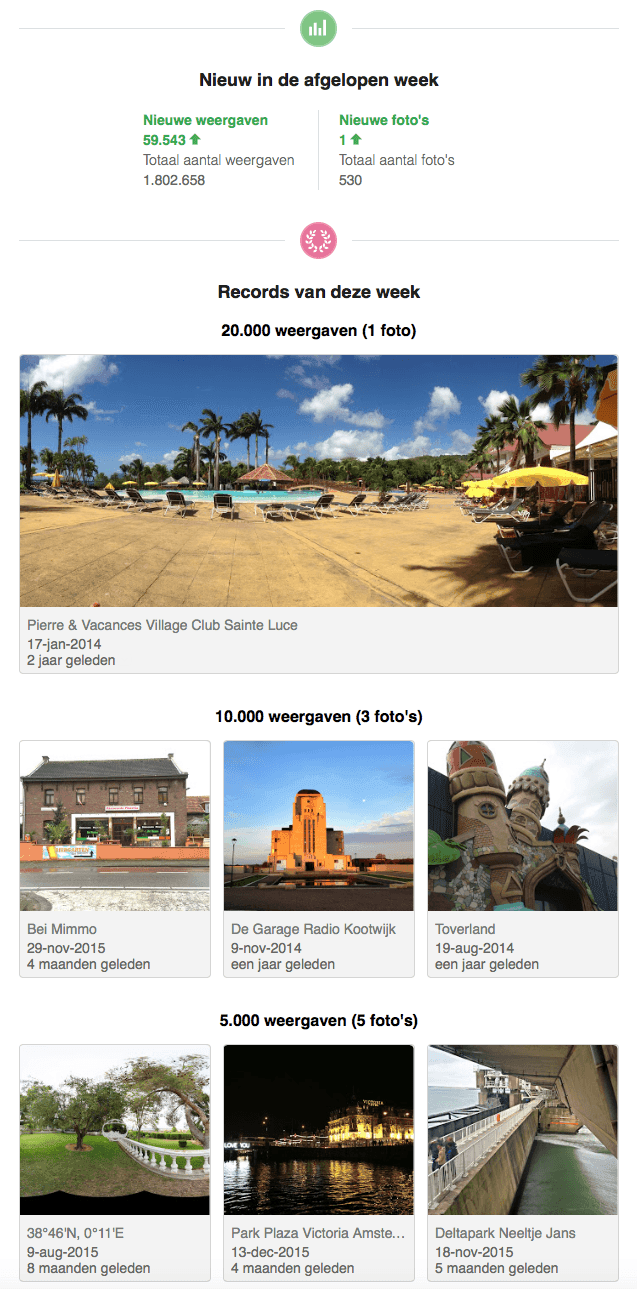 Nieuw in de afgelopen week
Nieuwe weergaven
59.543
Totaal aantal weergaven
1.802.658
Nieuwe foto's
1
Totaal aantal foto's
530
Records van deze week
20.000 weergaven (1 foto)
Pierre & Vacances Village Club Sainte Luce
17-jan-2014
2 jaar geleden
10.000 weergaven (3 foto's)
Bei Mimmo
29-nov-2015
4 maanden geleden
De Garage Radio Kootwijk
9-nov-2014
een jaar geleden
Toverland
19-aug-2014
een jaar geleden
5.000 weergaven (5 foto's)
38°46'N, 0°11'E
9-aug-2015
8 maanden geleden
VICTORIA
LOVE YOU
Park Plaza Victoria Amste...
13-dec-2015
4 maanden geleden
Deltapark Neeltje Jans
18-nov-2015
5 maanden geleden